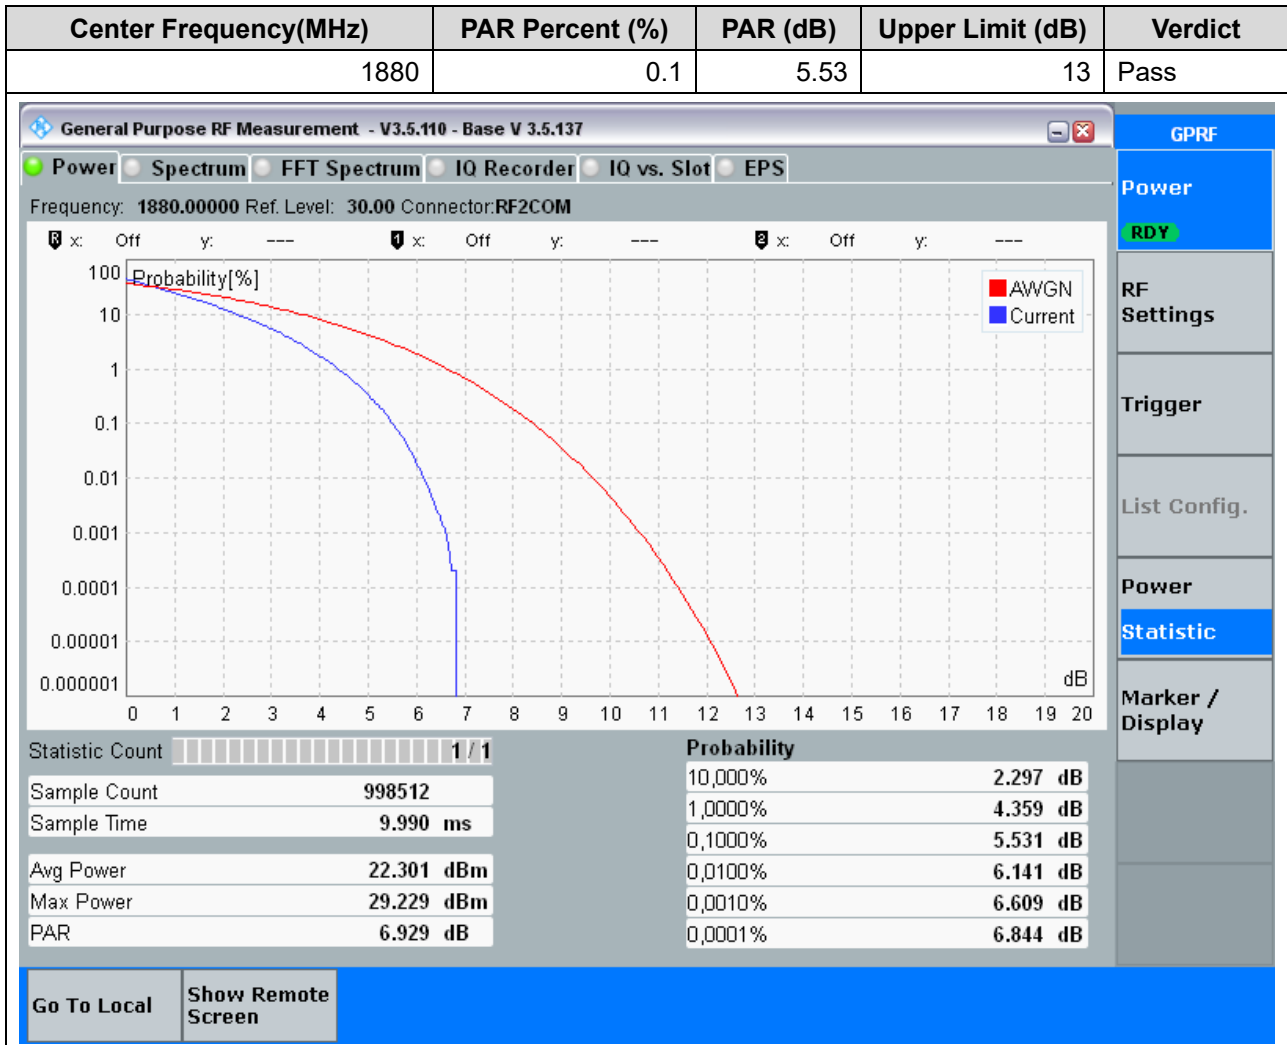 Center Frequency(MHz) PAR Percent (%) PAR (dB) Upper Limit (dB) Verdict
1880 0.1 5.53 13 Pass
General Purpose RF Measurement - V3.5.110 - Base V 3.5.137
GPRF
Power Spectrum FFT Spectrum IQ Recorder IQ vs. Slot EPS
Power
RDY
Frequency: 1880.00000 Ref. Level: 30.00 Connector:RF2COM
R x: Off y: --- 1 x: Off y: --- 2 x: Off y: ---
Probability[%]
100
10
1
0.1
0.01
0.001
0.0001
0.00001
0.000001
AWGN
Current
dB
0 1 2 3 4 5 6 7 8 9 10 11 12 13 14 15 16 17 18 19 20
RF
Settings
Trigger
List Config.
Power
Statistic
Marker /
Display
Statistic Count 1 / 1
Sample Count 998512
Sample Time 9.990 ms
Avg Power 22.301 dBm
Max Power 29.229 dBm
PAR 6.929 dB
Probability
10,000% 2.297 dB
1,0000% 4.359 dB
0,1000% 5.531 dB
0,0100% 6.141 dB
0,0010% 6.609 dB
0,0001% 6.844 dB
Go To Local
Show Remote
Screen